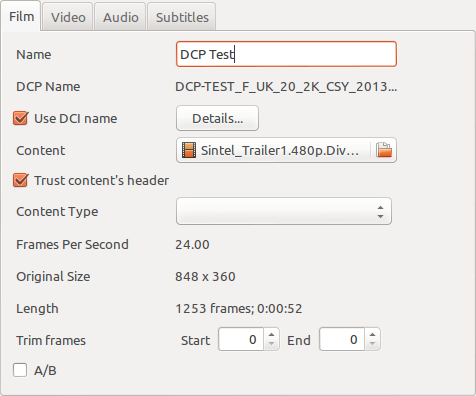 Film Video Audio Subtitles
Name DCP Test
DCP Name DCP-TEST_F_UK_20_2K_CSY_2013...
Use DCI name Details...
Content Sintel_Trailer1.480p.Div...
Trust content's header
Content Type
Frames Per Second 24.00
Original Size 848 x 360
Length 1253 frames; 0:00:52
Trim frames Start 0 End 0
A/B